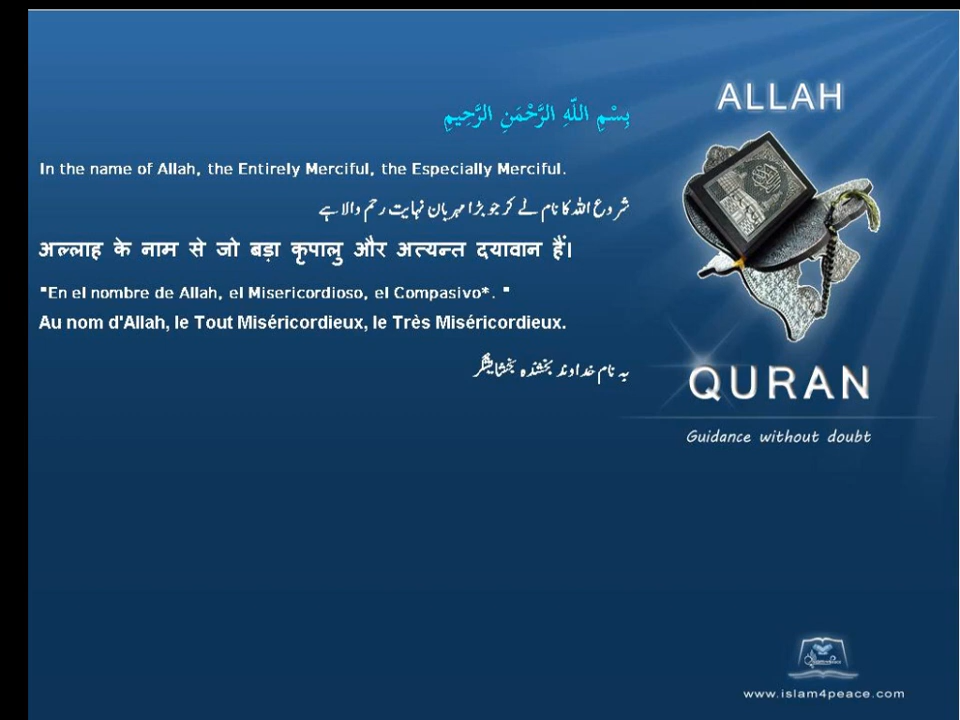 بِسْمِ اللّهِ الرَّحْمَنِ الرَّحِيمِ
In the name of Allah, the Entirely Merciful, the Especially Merciful.
شروع الله کا نام لے کر جو بڑا مہربان نہایت رحم والا ہے
अल्लाह के नाम से जो बड़ा कृपालु और अत्यन्त दयावान हैं।
"En el nombre de Allah, el Misericordioso, el Compasivo*. "
Au nom d'Allah, le Tout Miséricordieux, le Très Miséricordieux.
به نام خداوند بخشنده بخشایشگر
ALLAH
QURAN
Guidance without doubt
www.islam4peace.com